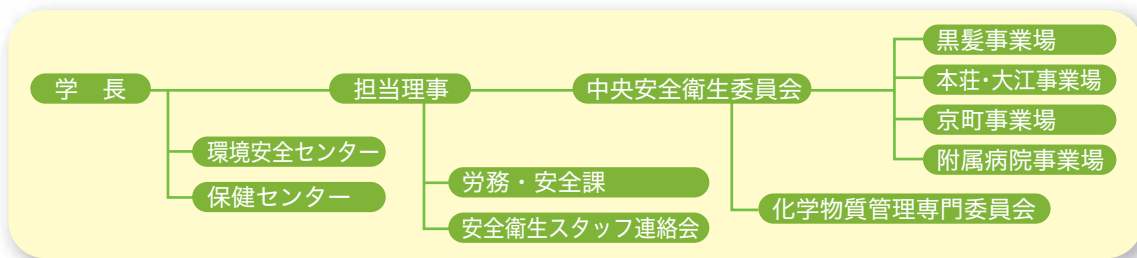 学　長
環境安全センター
保健センター
担当理事
労務・安全課
安全衛生スタッフ連絡会
中央安全衛生委員会
化学物質管理専門委員会
黒髪事業場
本荘・大江事業場
京町事業場
附属病院事業場